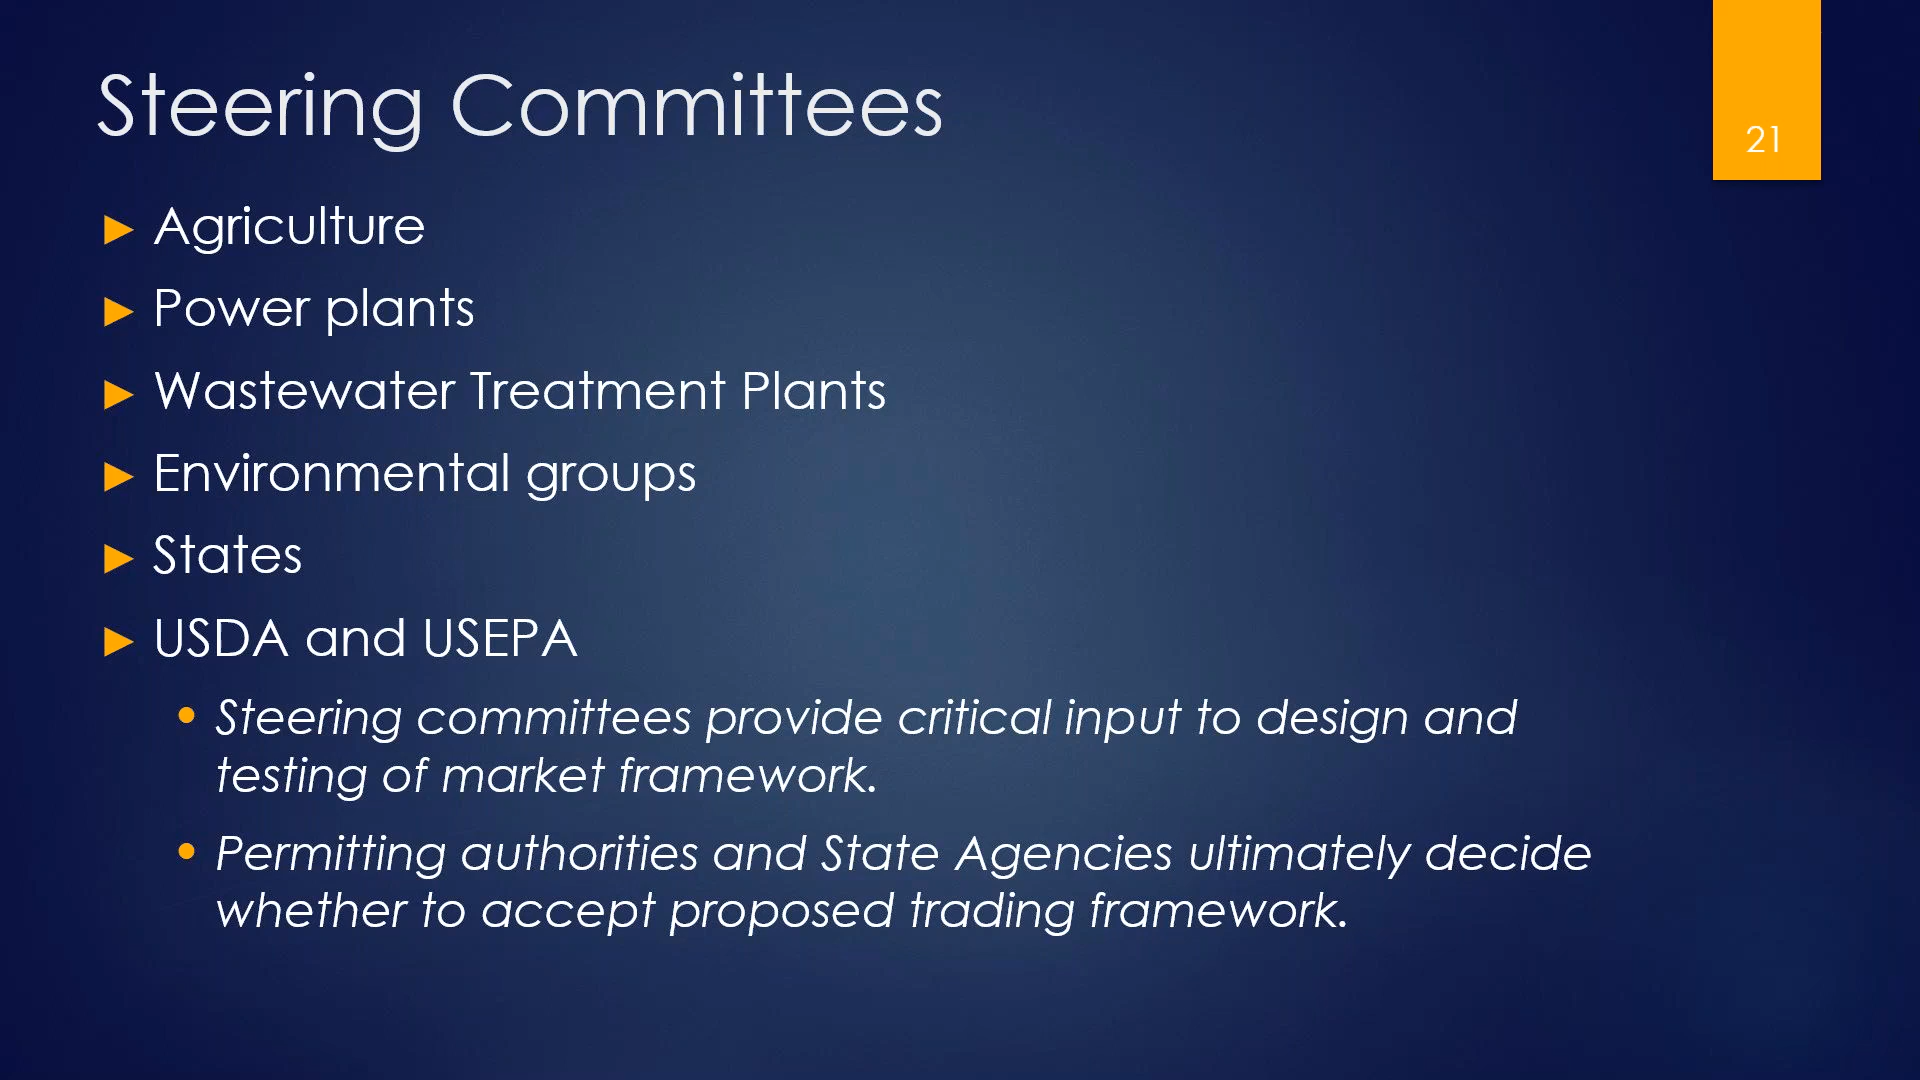 Steering Committees
21
► Agriculture
► Power plants
► Wastewater Treatment Plants
► Environmental groups
► States
► USDA and USEPA
• Steering committees provide critical input to design and
testing of market framework.
• Permitting authorities and State Agencies ultimately decide
whether to accept proposed trading framework.